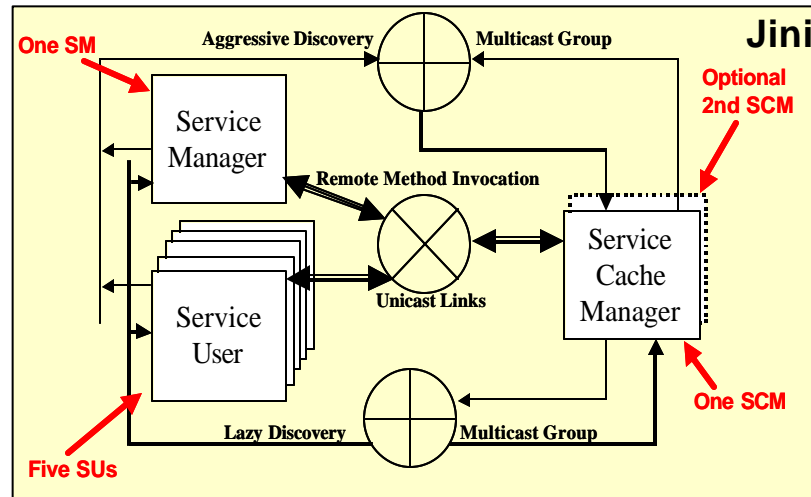 Jini
One SM
Aggressive Discovery
Multicast Group
Optional
2nd SCM
Service
Manager
Remote Method Invocation
Service
Cache
Manager
Unicast Links
Service
User
One SCM
Lazy Discovery
Multicast Group
Five SUs